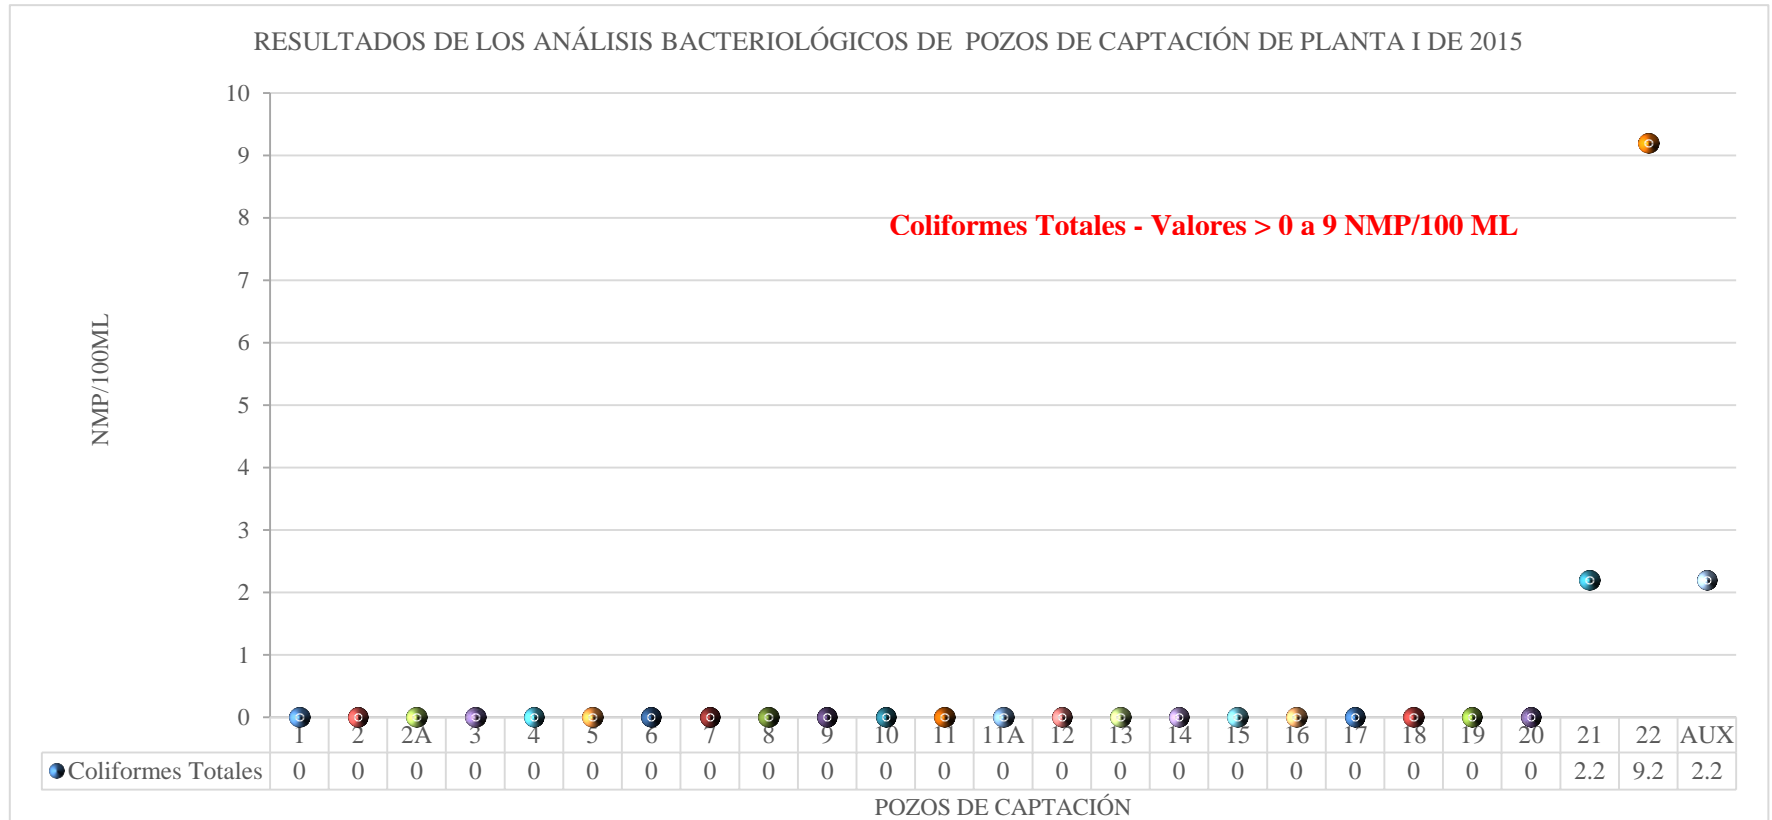 RESULTADOS DE LOS ANÁLISIS BACTERIOLÓGICOS DE POZOS DE CAPTACIÓN DE PLANTA I DE 2015
10
9
8
7
6
5
4
3
2
1
0
NMP/100ML
Coliformes Totales - Valores > 0 a 9 NMP/100 ML
1 2 2A 3 4 5 6 7 8 9 10 11 11A 12 13 14 15 16 17 18 19 20 21 22 AUX
Coliformes Totales 0 0 0 0 0 0 0 0 0 0 0 0 0 0 0 0 0 0 0 0 0 0 2.2 9.2 2.2
POZOS DE CAPTACIÓN